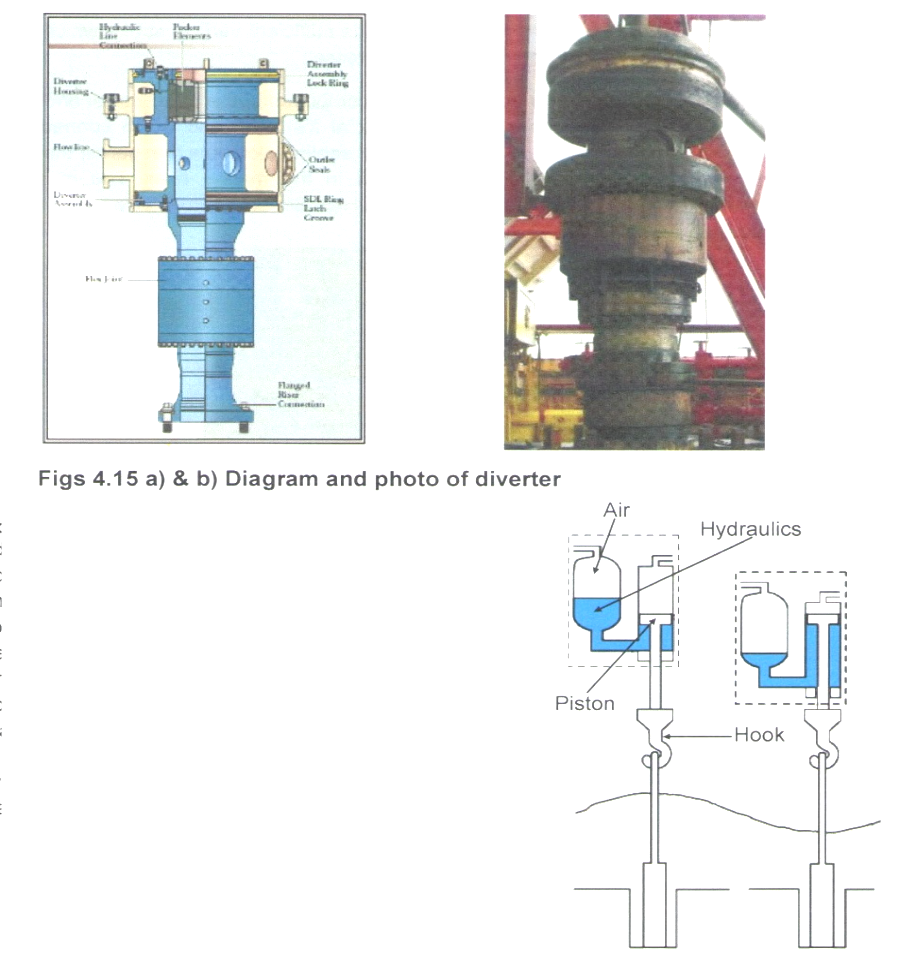 Hydraulic
Line
Connection
Packer
Elements
Diverter
Assembly
Lock Ring
Diverter
Housing
Flow line
Outlet
Seals
Diverter
Assembly
SDL Ring
Latch
Groove
Flex Joint
Flanged
Riser
Connection
Figs 4.15 a) & b) Diagram and photo of diverter
Air
Hydraulics
Piston
Hook